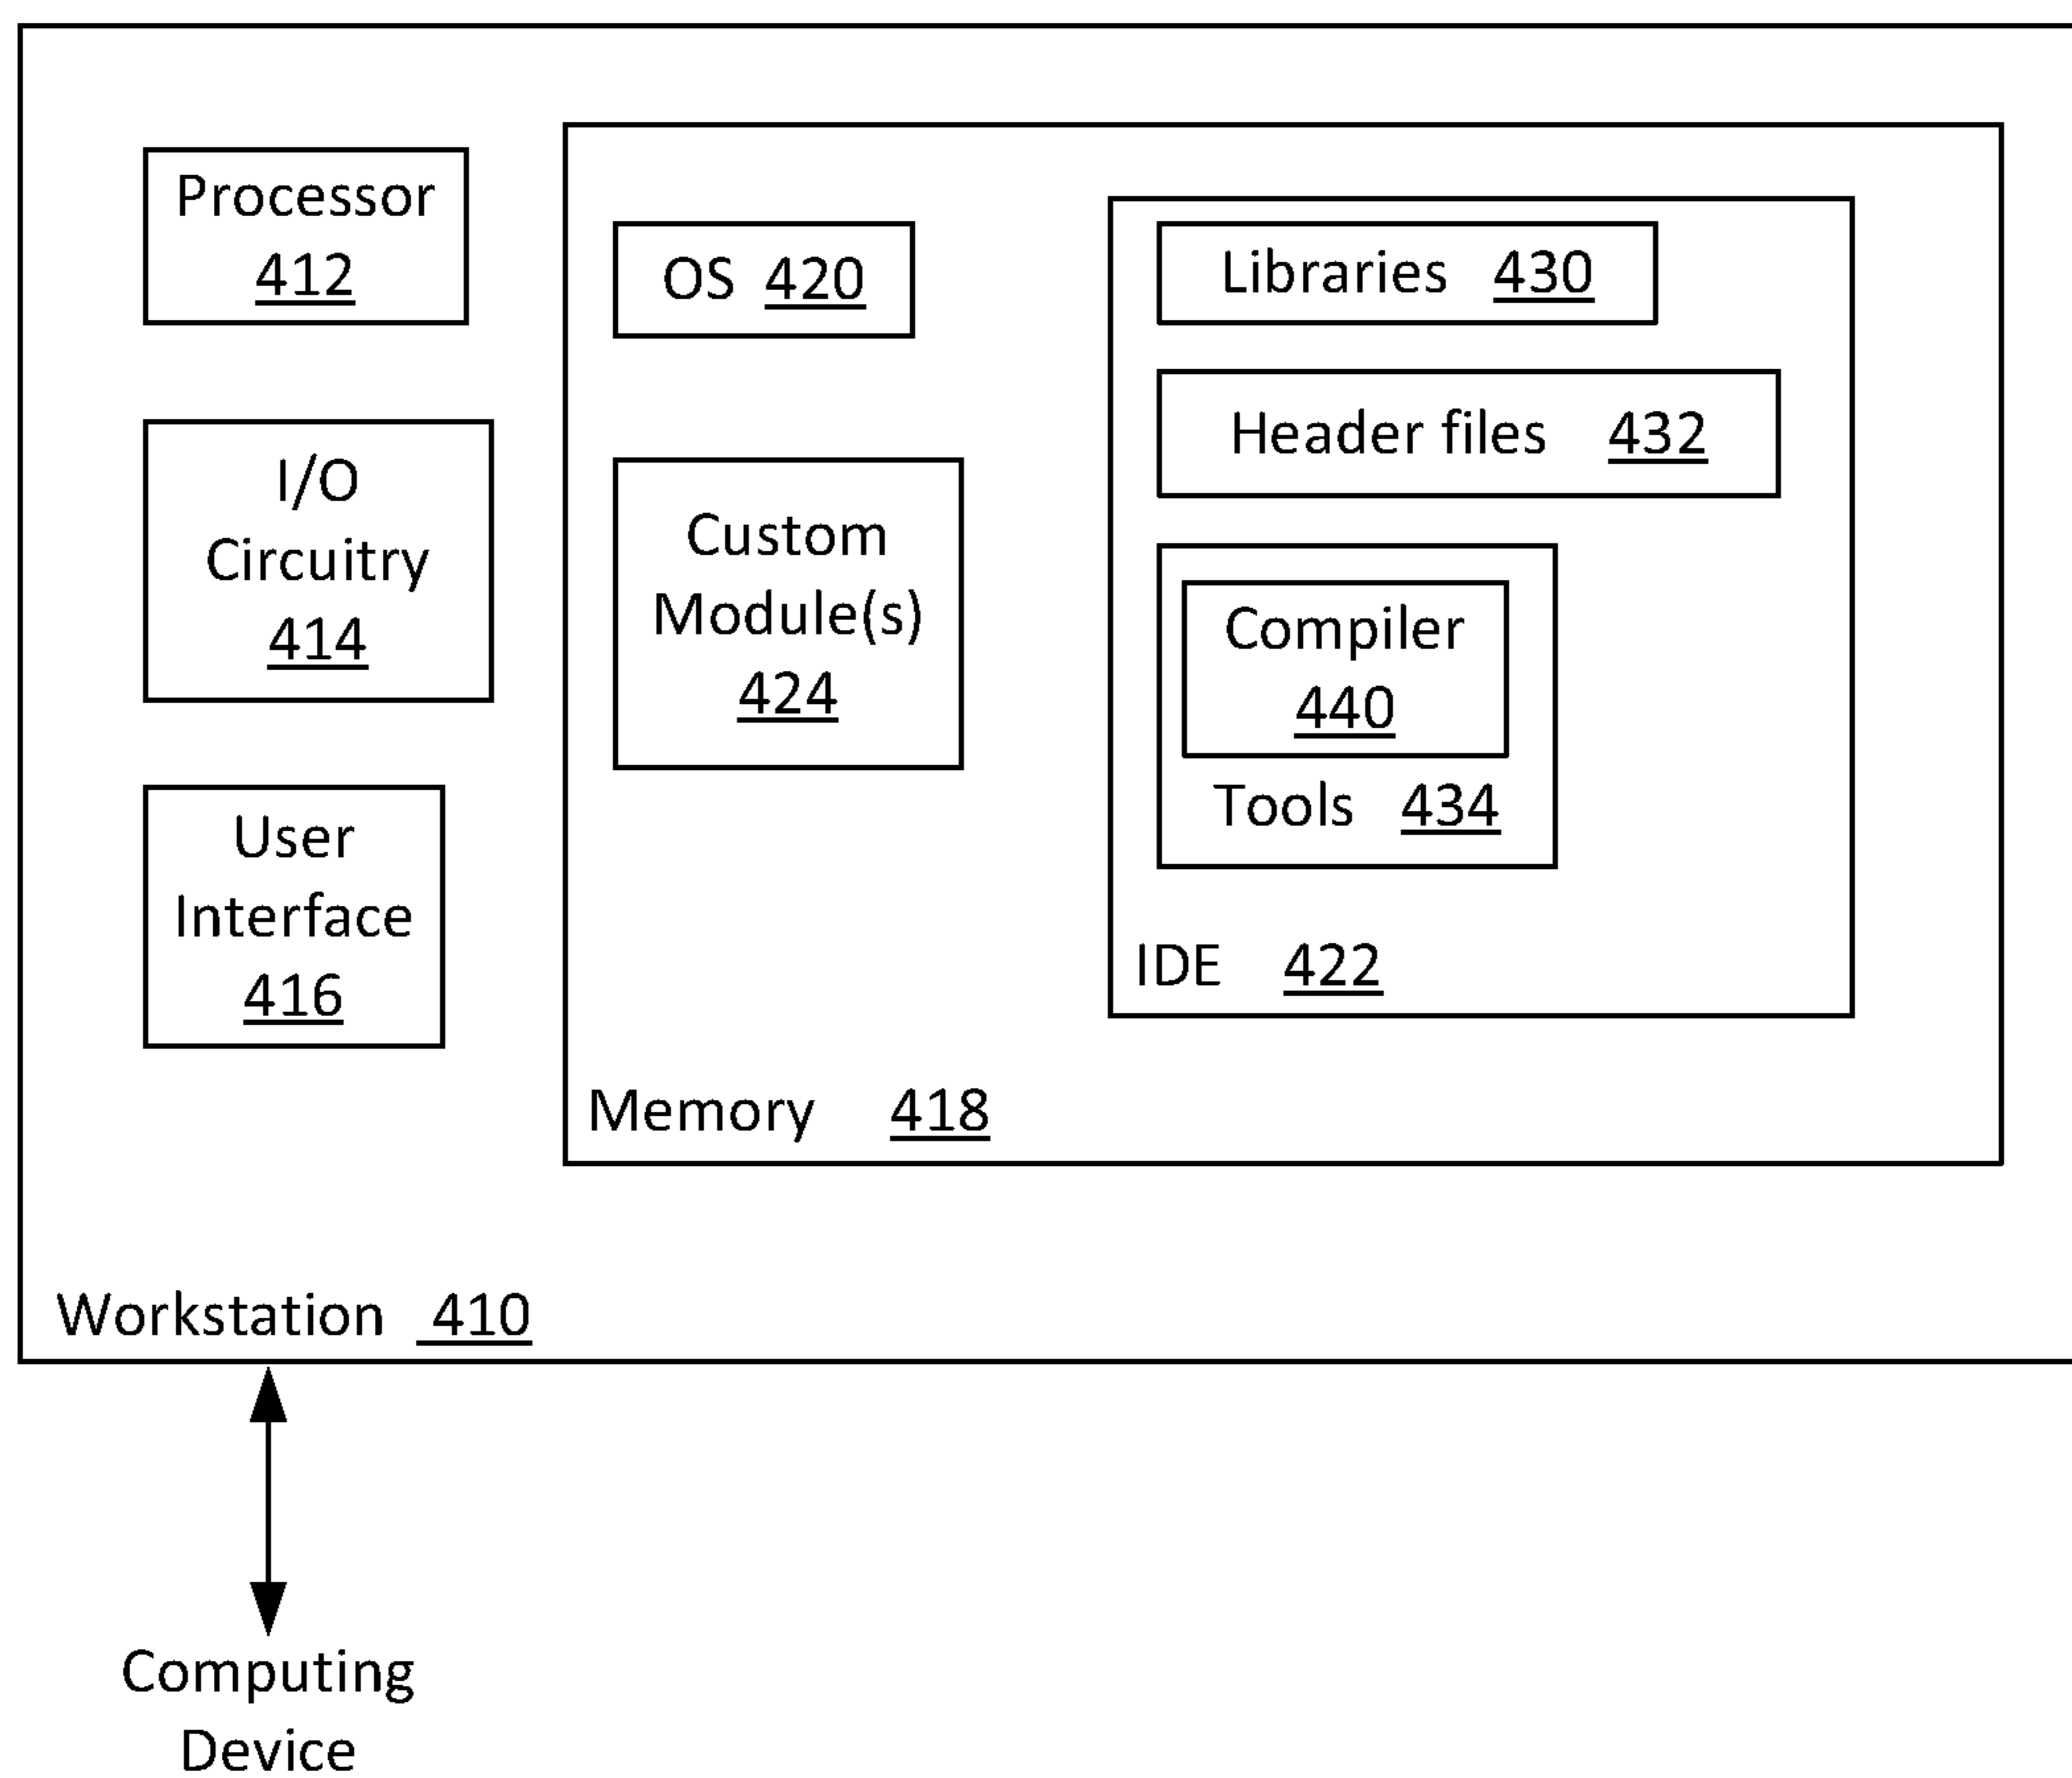 Processor
412
I/O
Circuitry
414
User
Interface
416
OS 420
Custom
Module(s)
424
Libraries 430
Header files 432
Compiler
440
Tools 434
IDE 422
Memory 418
Workstation 410
Computing
Device